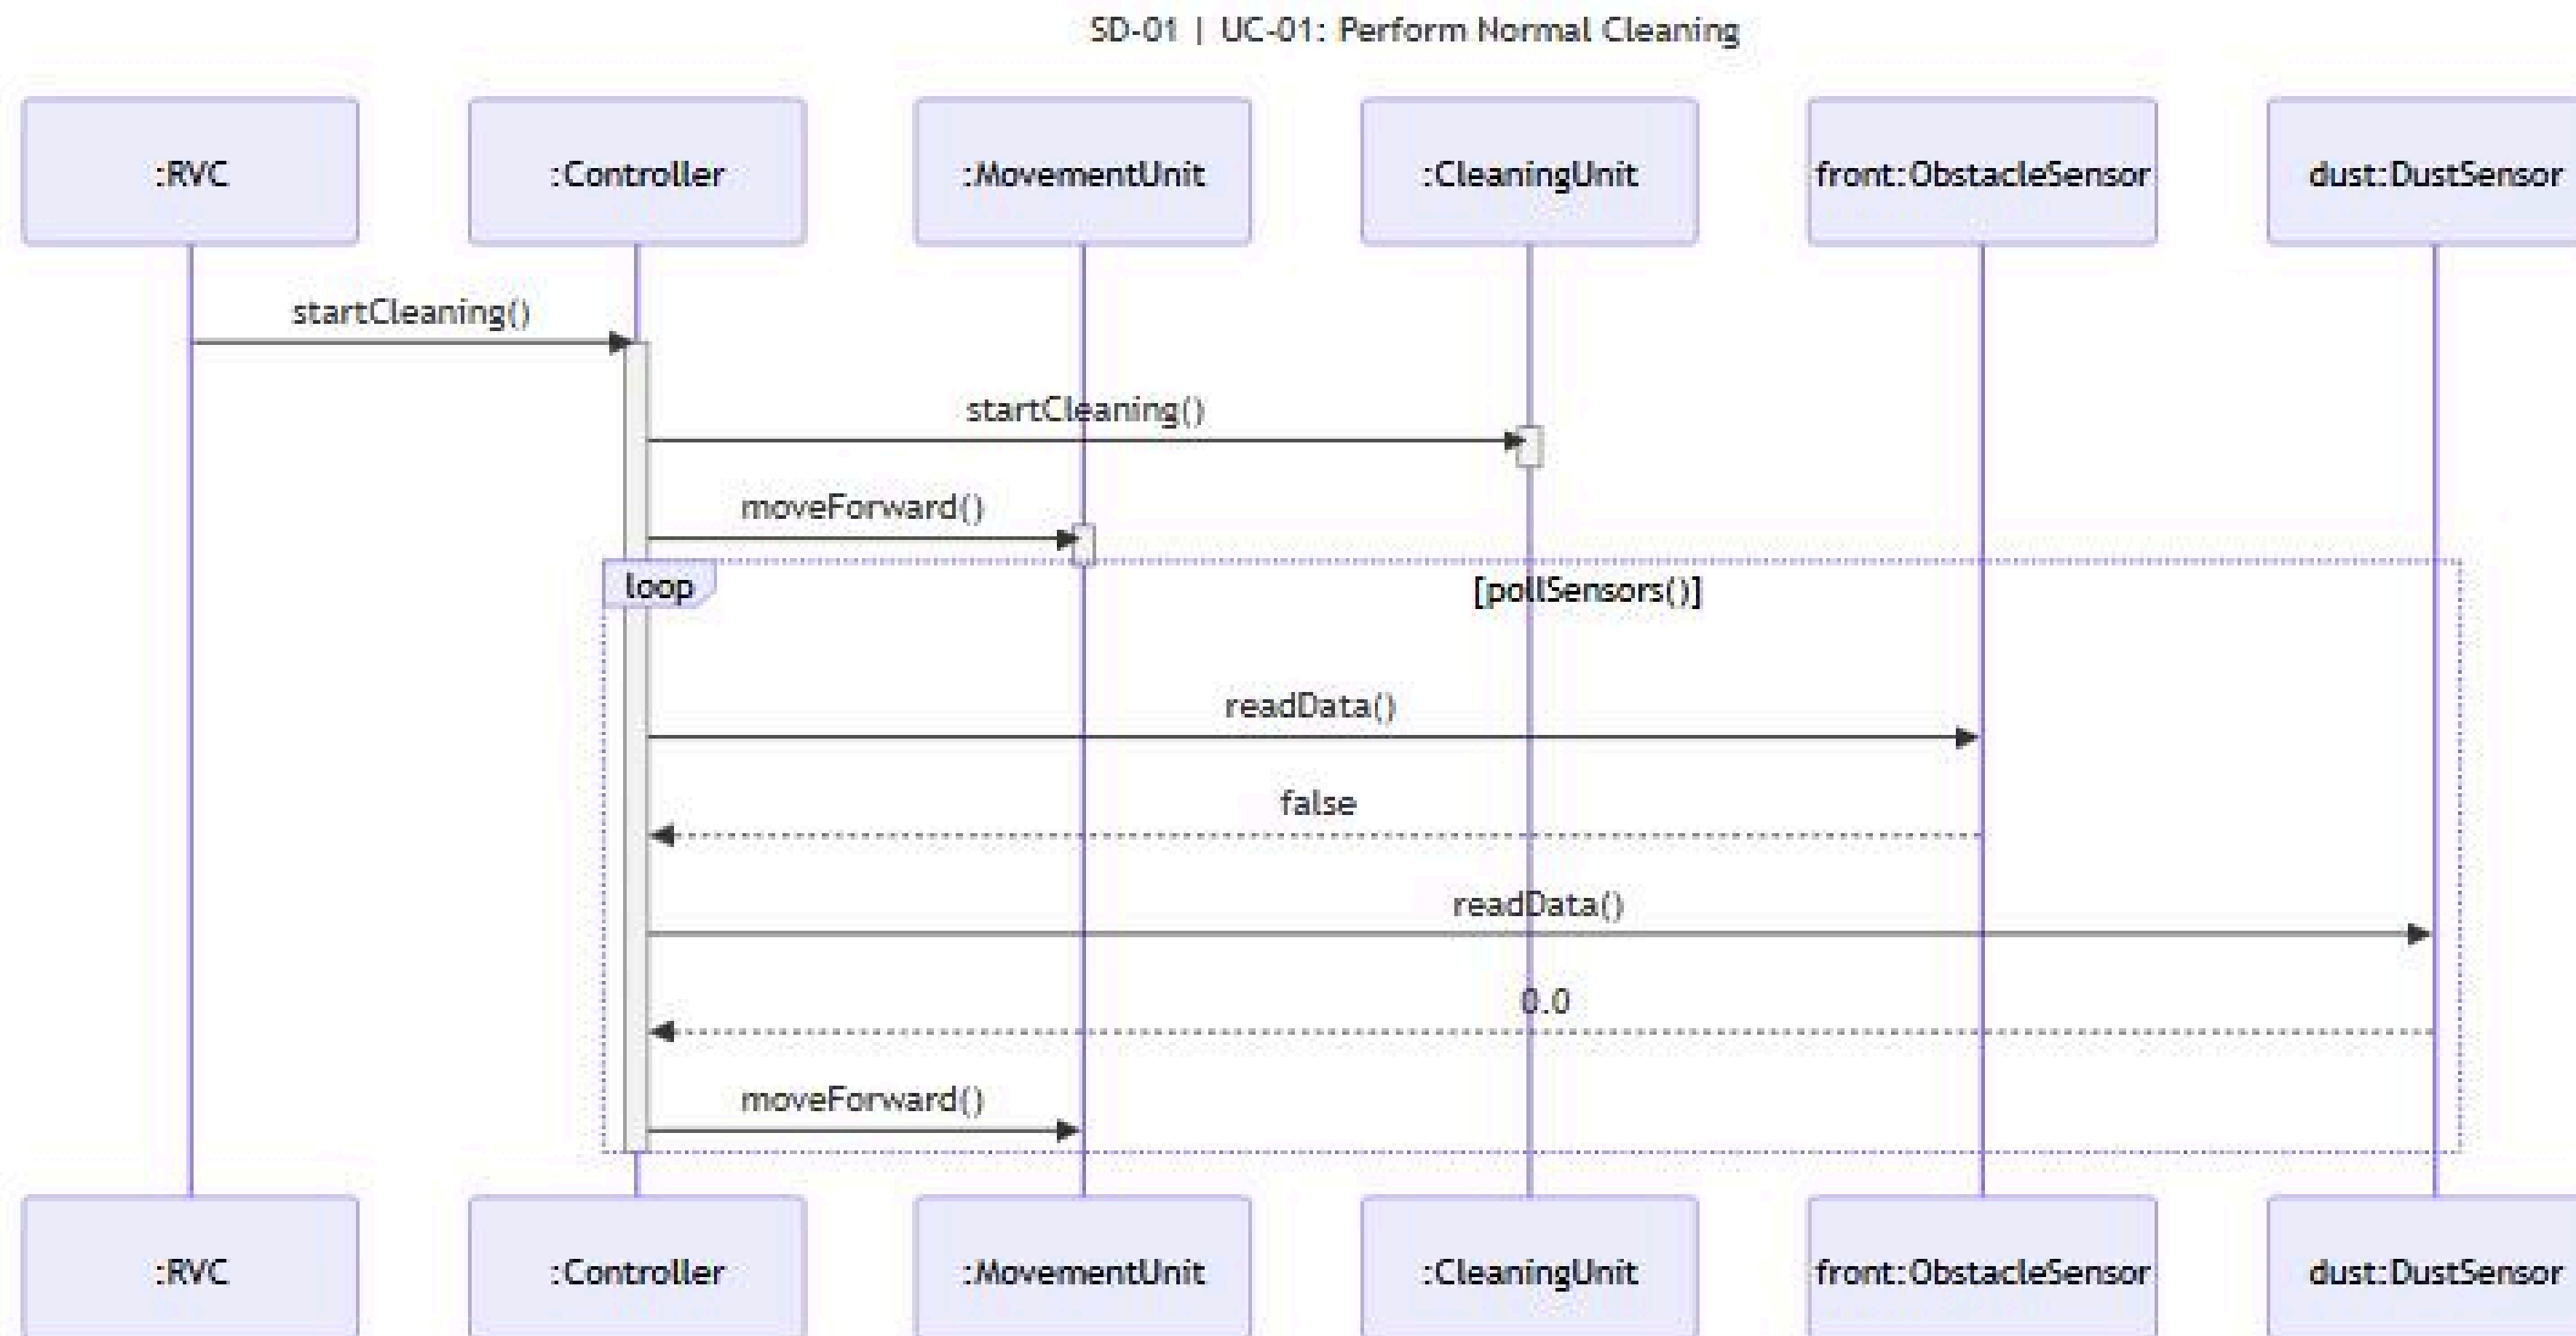 SD-01 | UC-01: Perform Normal Cleaning
:RVC
:Controller
:MovementUnit
:CleaningUnit
front::ObstacleSensor
dust::DustSensor
startCleaning()
startCleaning()
moveForward()
loop
[pollSensors()]
readData()
false
readData()
0.0
moveForward()
:RVC
:Controller
:MovementUnit
:CleaningUnit
front::ObstacleSensor
dust::DustSensor